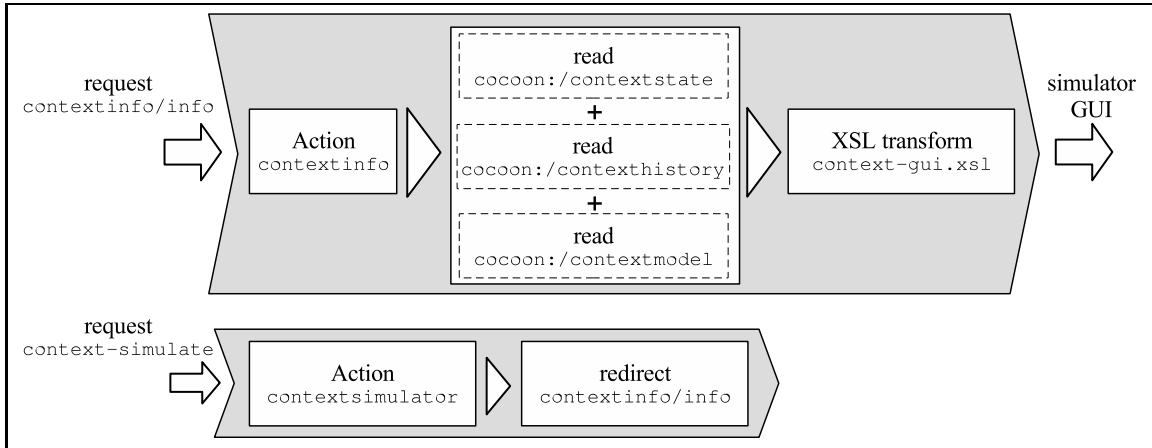 request
contextinfo/info
Action
contextinfo
read
cocoon:/contextstate
+
read
cocoon:/contexthistory
+
read
cocoon:/contextmodel
XSL transform
context-gui.xsl
simulator
GUI
request
context-simulate
Action
contextsimulator
redirect
contextinfo/info